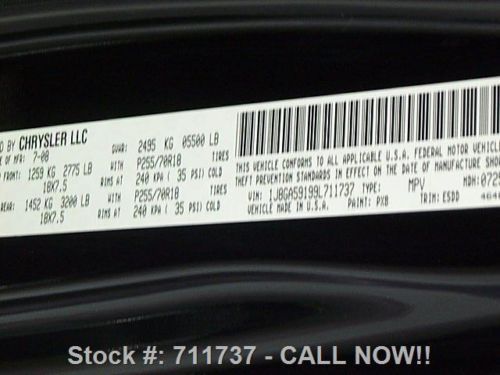 D BY CHRYSLER LLC GVWR: 2495 KG 05500 LB
E OF MFR: 7-08 WITH TIRES
FRONT: 1259 KG 2775 LB P255/70R18
18X7.5 RIMS AT 240 KPA ( 35 PSI) COLD
REAR: 1452 KG 3200 LB WITH P255/70R18 TIRES
18X7.5 RIMS AT 240 KPA ( 35 PSI) COLD
THIS VEHICLE CONFORMS TO ALL APPLICABLE U.S.A. FEDERAL MOTOR VEHICLE
THEFT PREVENTION STANDARDS IN EFFECT ON THE DATE OF MANUFACTURE SHOW
VIN: 1J8GA59199L711737 TYPE: MPV MDH: 0725
VEHICLE MADE IN U.S.A. PAINT: PXB TRIM: ESDD
Stock #: 711737 - CALL NOW!!